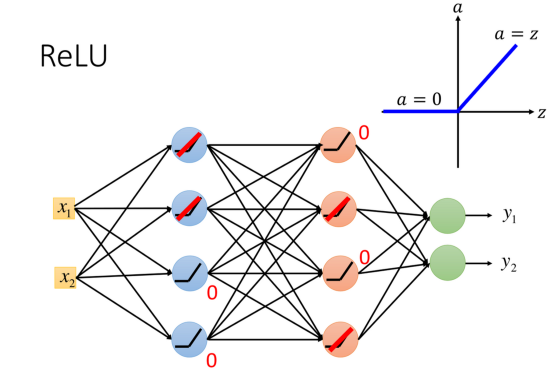 ReLU
a
a = z
a = 0
z
0
x₁
y₁
0
x₂
y₂
0
0